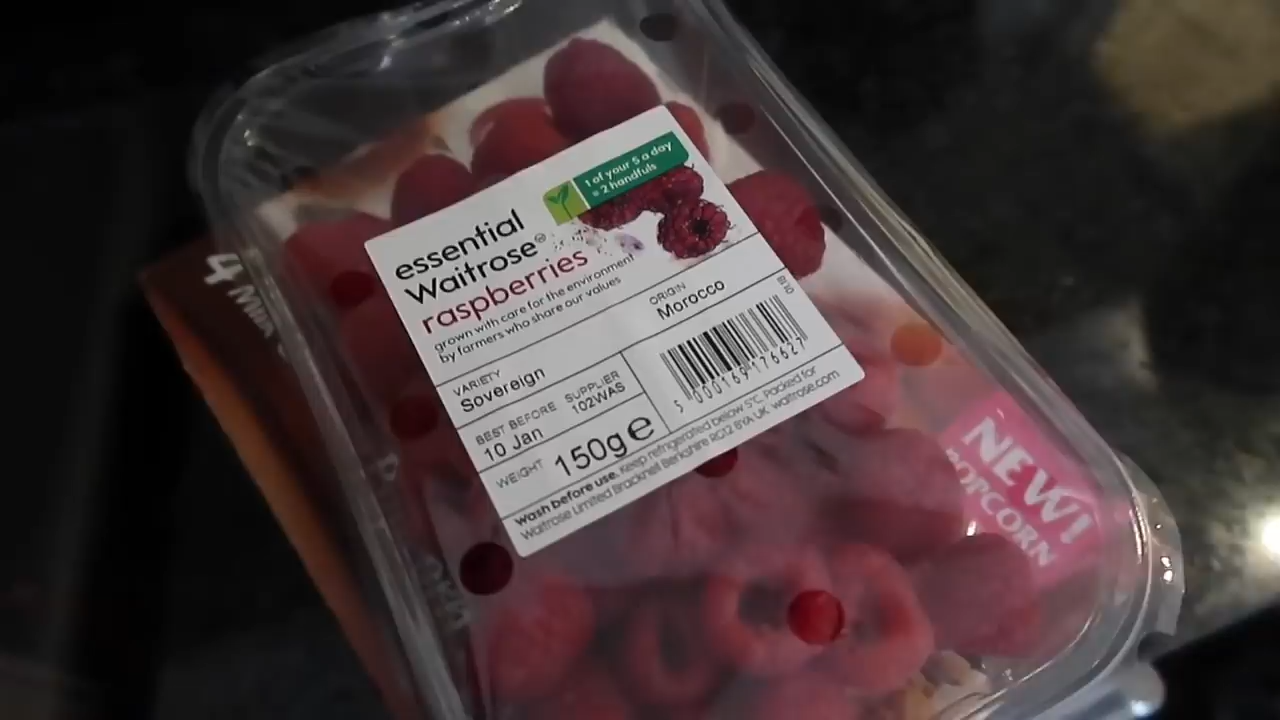 1 of your 5 a day
= 2 handfuls
essential
Waitrose
raspberries
grown with care for the environment
by farmers who share our values
ORIGIN
Morocco
VARIETY
Sovereign
BEST BEFORE
10 Jan
SUPPLIER
102WAS
WEIGHT 150g e
5 000169 176627
Wash before use. Keep refrigerated below 5°C. Packed for
Waitrose Limited Bracknell Berkshire RG12 8YA UK. waitrose.com
NEW!
POPCORN
4 Milk